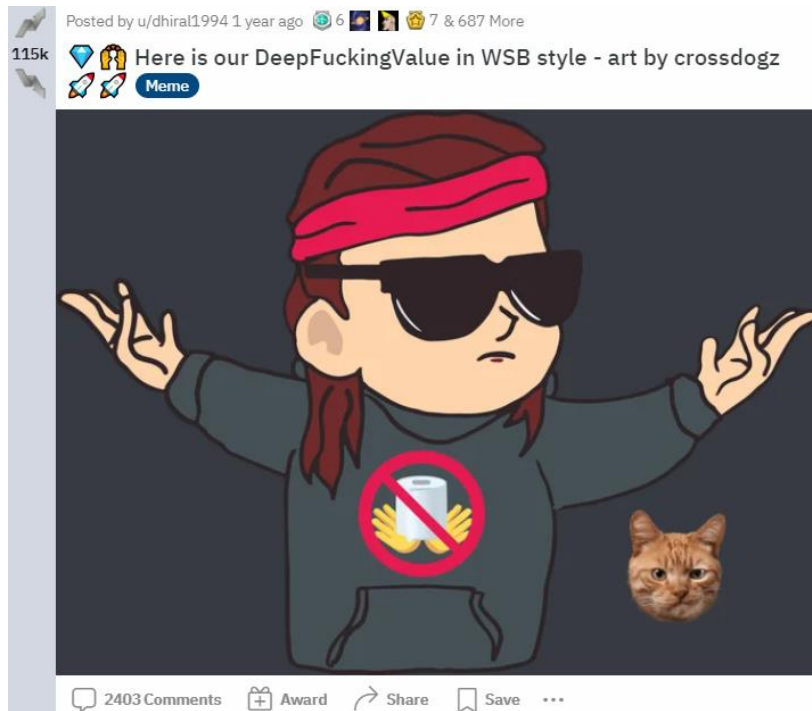 Posted by u/dhiral1994 1 year ago 6 7 & 687 More
115k
💎🙌 Here is our DeepFuckingValue in WSB style - art by crossdogz
🚀🚀 Meme
2403 Comments Award Share Save ...